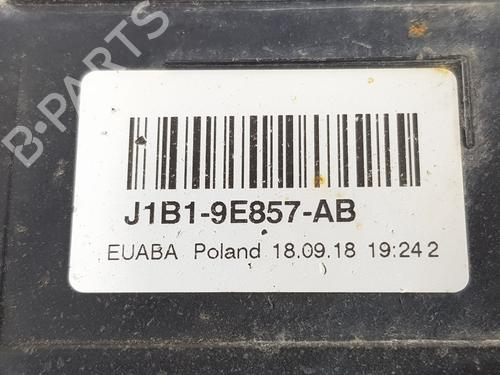 B-PARTS
J1B1-9E857-AB
EUABA Poland 18.09.18 19:24 2